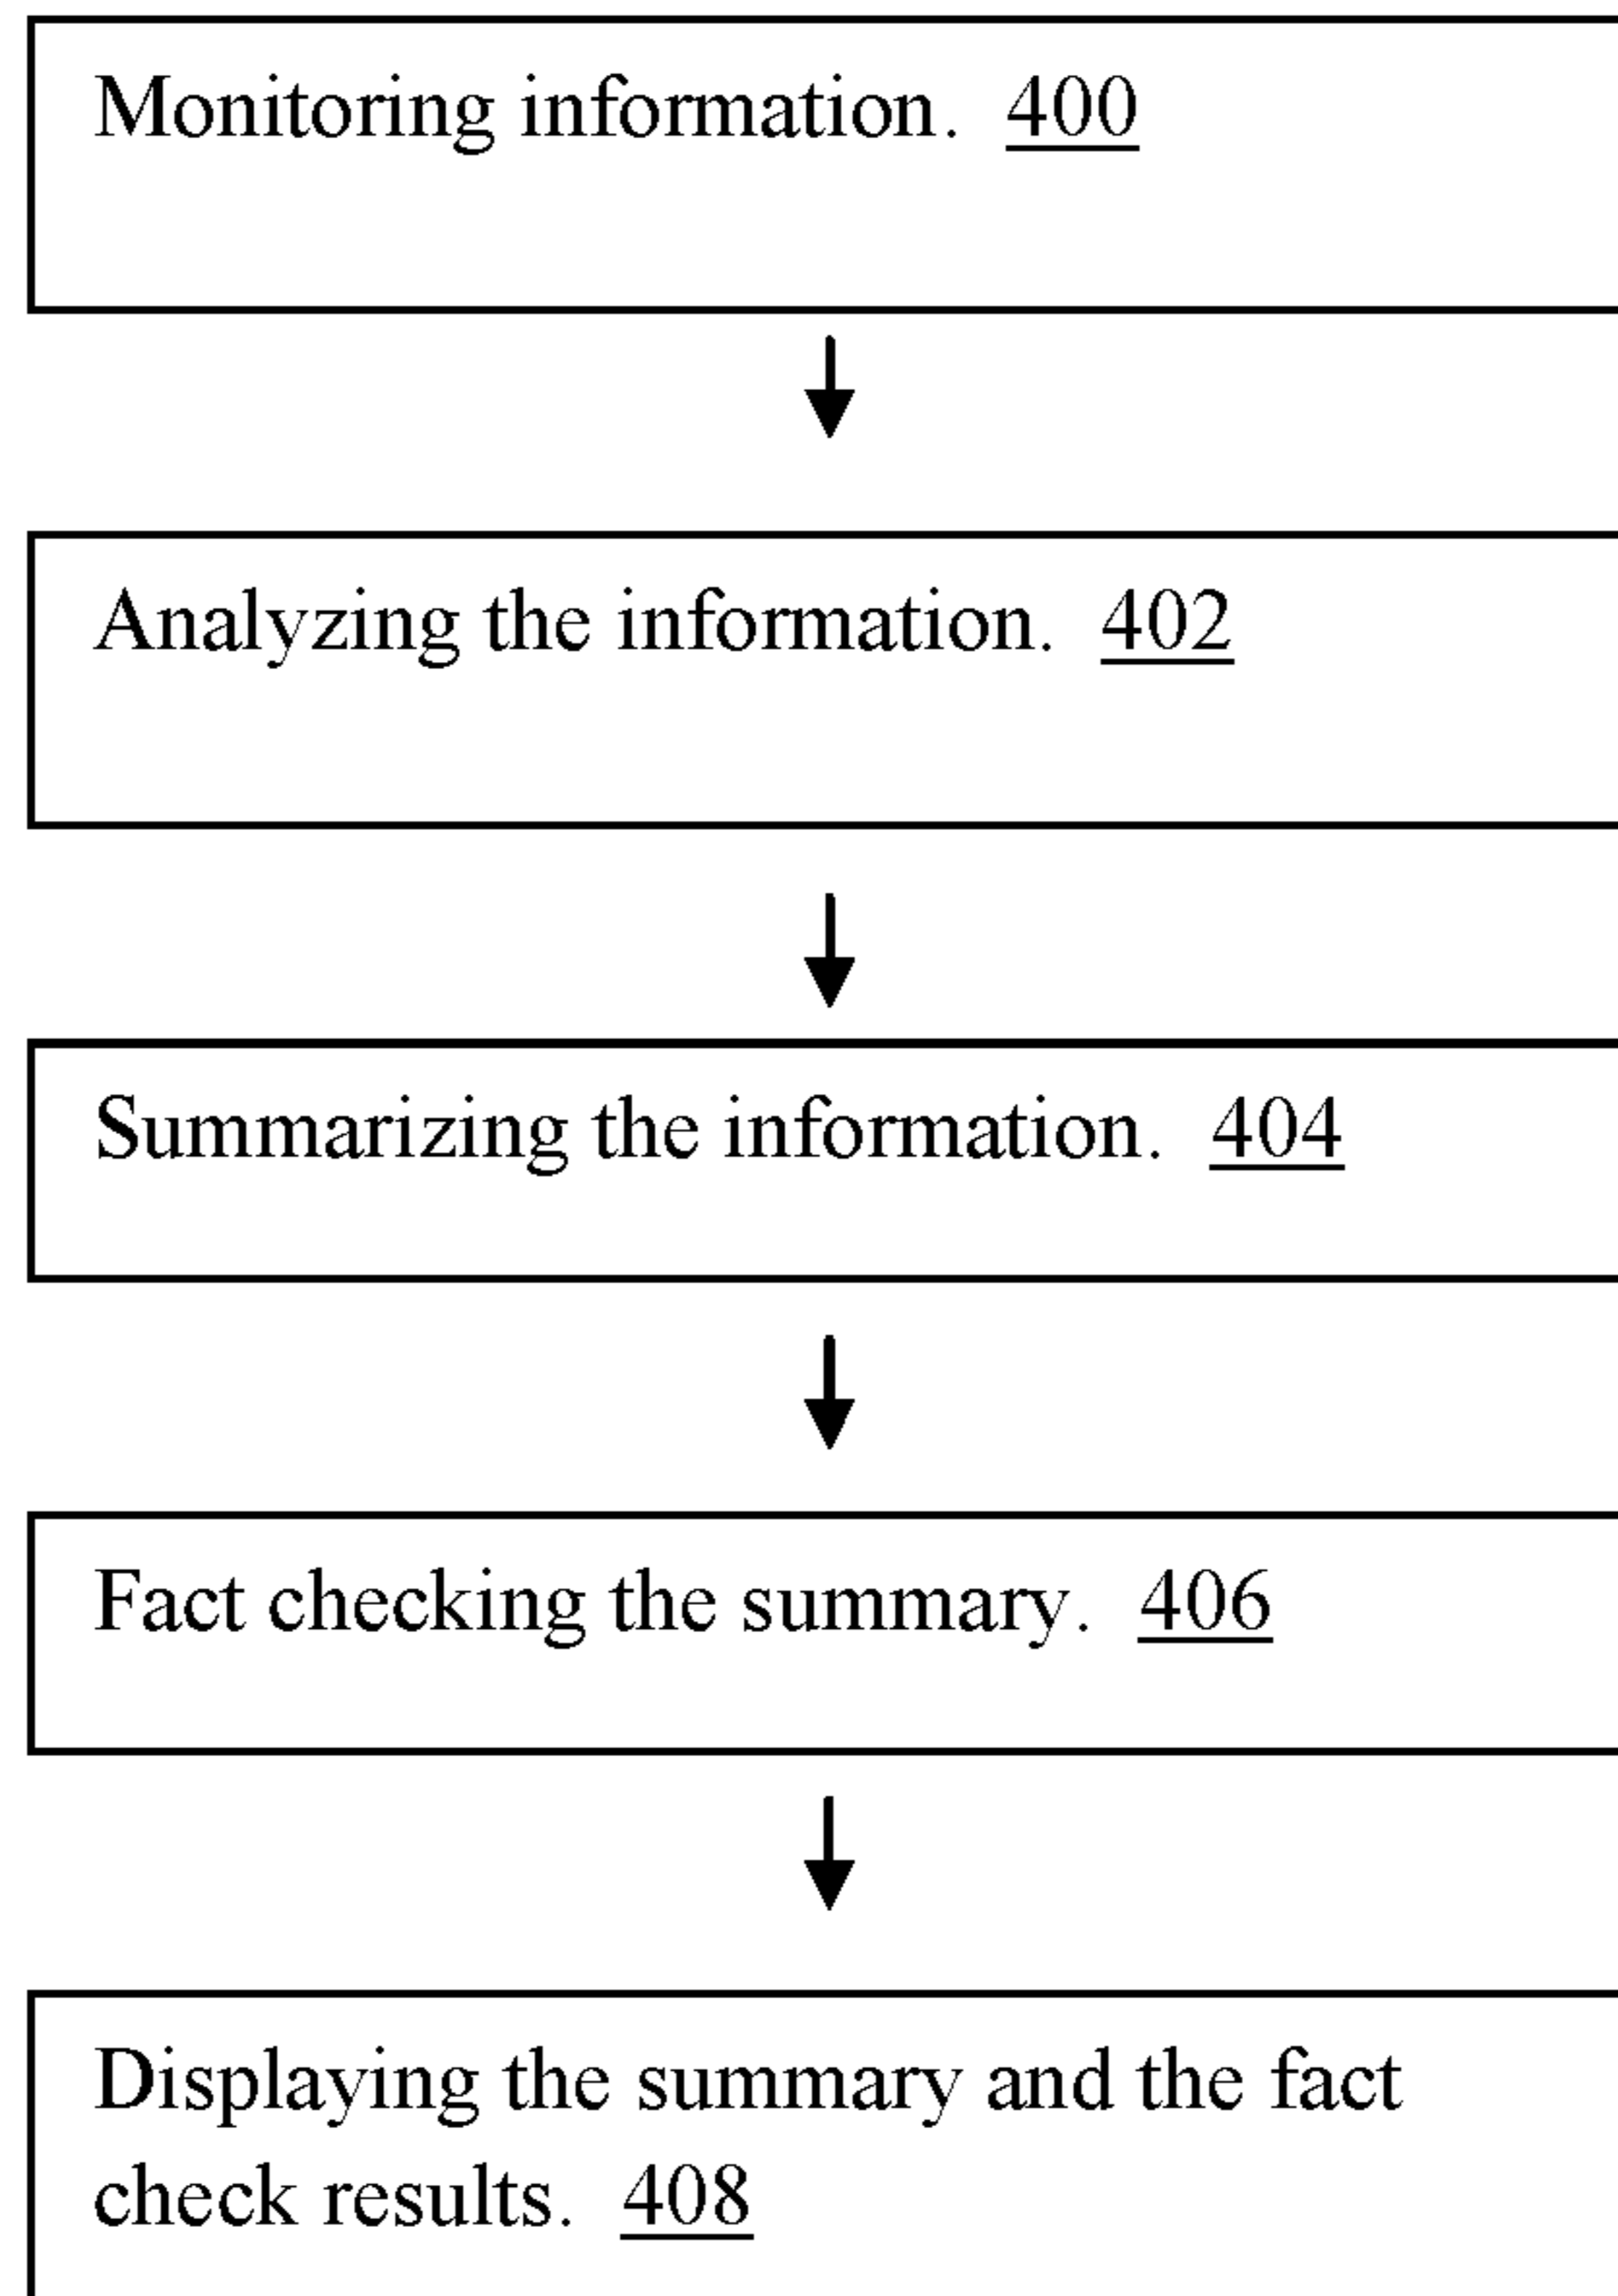 Monitoring information. 400
Analyzing the information. 402
Summarizing the information. 404
Fact checking the summary. 406
Displaying the summary and the fact
check results. 408